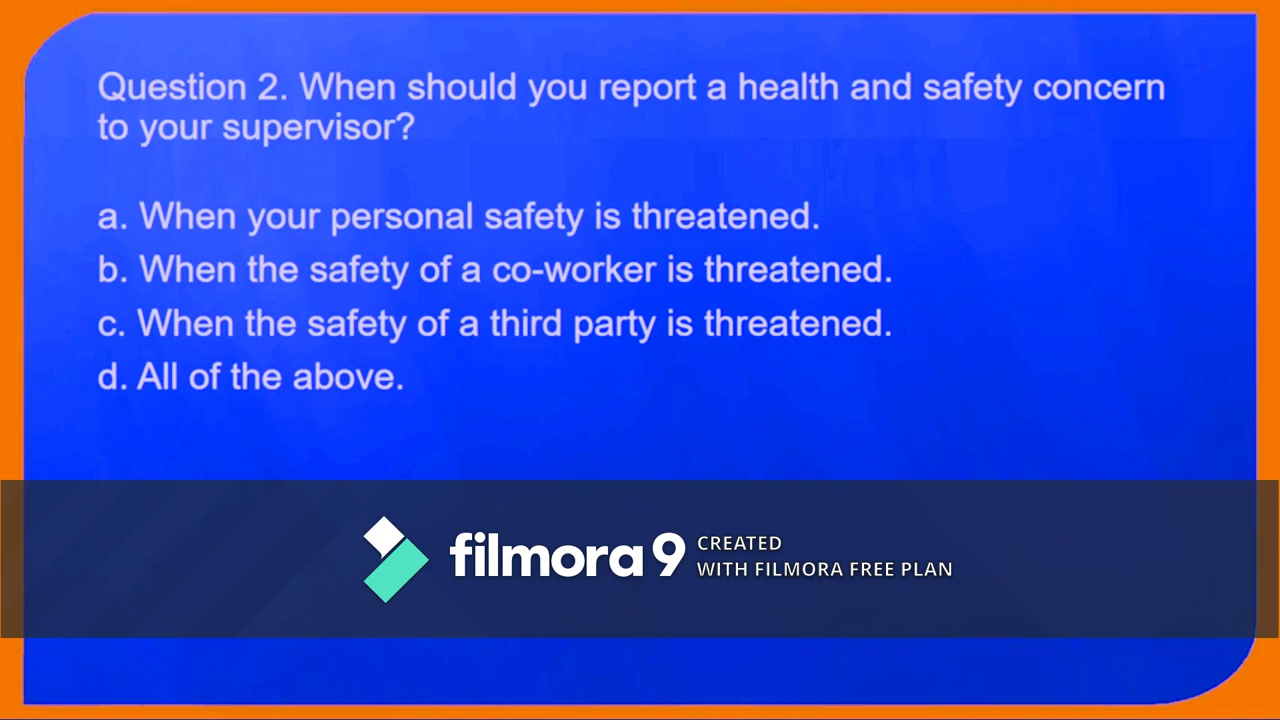 Question 2. When should you report a health and safety concern
to your supervisor?
a. When your personal safety is threatened.
b. When the safety of a co-worker is threatened.
c. When the safety of a third party is threatened.
d. All of the above.
filmora 9 CREATED
WITH FILMORA FREE PLAN